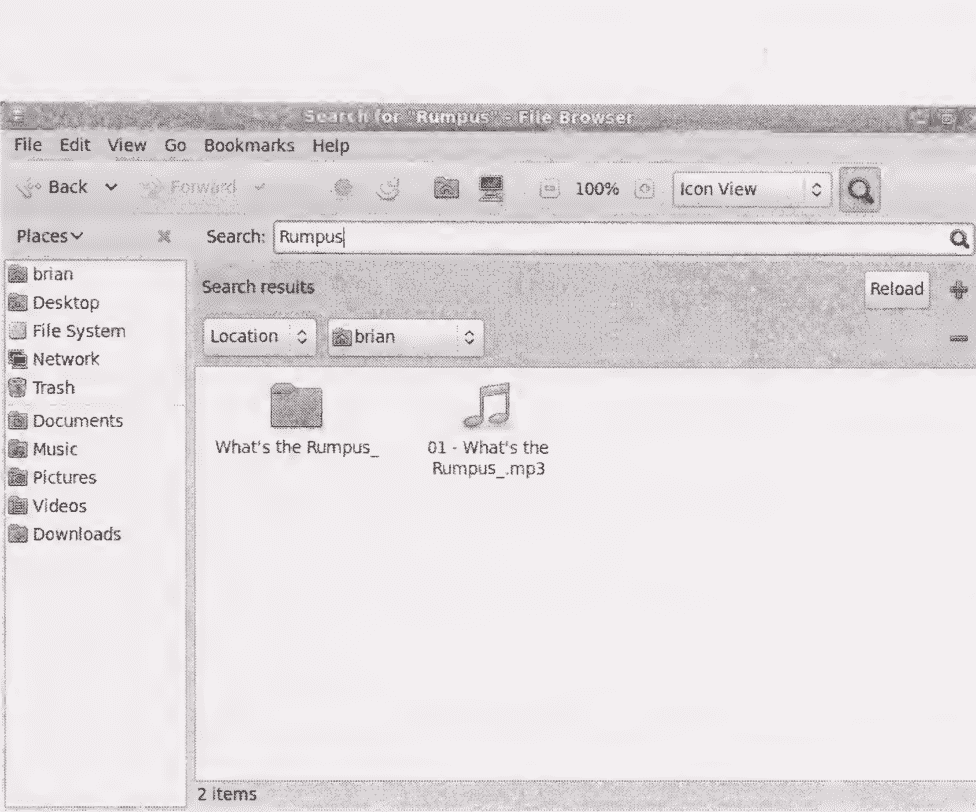 Search for "Rumpus" - File Browser
File Edit View Go Bookmarks Help
Back Forward 100% Icon View
Places Search: Rumpus
brian
Desktop
File System
Network
Trash
Documents
Music
Pictures
Videos
Downloads
Search results Reload
Location brian
What's the Rumpus_
01 - What's the
Rumpus_.mp3
2 items